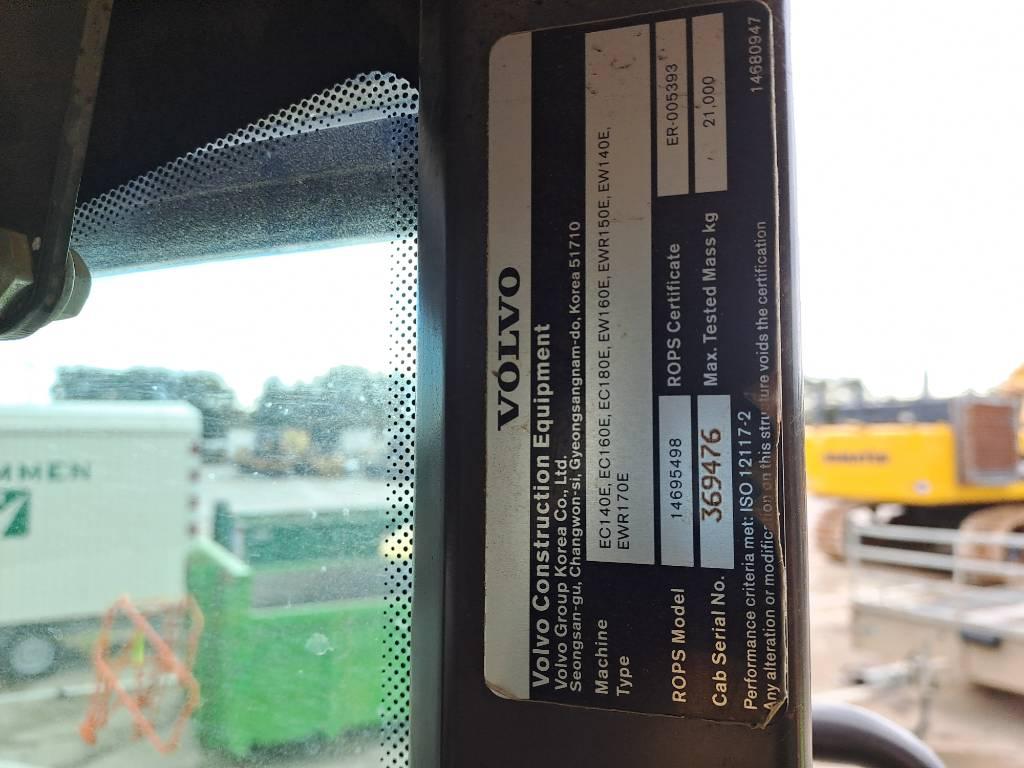 VOLVO
Volvo Construction Equipment
Volvo Group Korea Co., Ltd.
Seongsan-gu, Changwon-si, Gyeongsangnam-do, Korea 51710
Machine Type
EC140E, EC160E, EC180E, EW160E, EWR150E, EW140E,
EWR170E
ROPS Model 14695498 ROPS Certificate ER-005393
Cab Serial No. 369476 Max. Tested Mass kg 21,000
Performance criteria met: ISO 12117-2
Any alteration or modification on this structure voids the certification
14680947
MMEN
KOMATSU